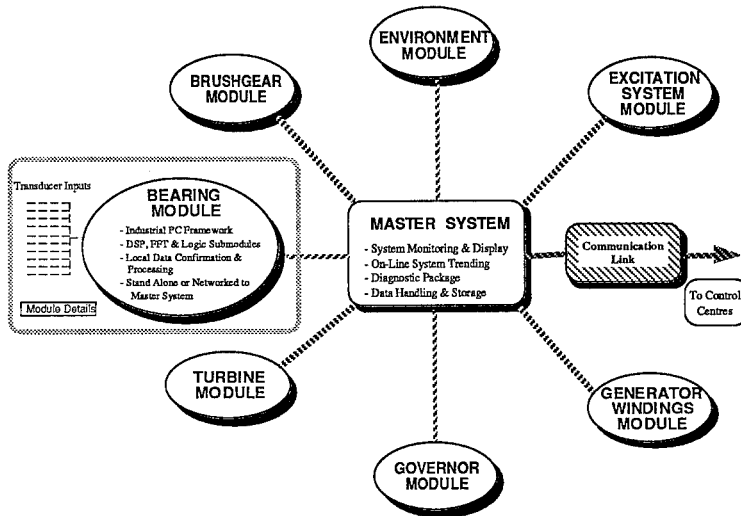 ENVIRONMENT
MODULE
BRUSHGEAR
MODULE
EXCITATION
SYSTEM
MODULE
Transducer Inputs
BEARING
MODULE
- Industrial PC Framework
- DSP, FFT & Logic Submodules
- Local Data Confirmation &
Processing
- Stand Alone or Networked to
Master System
Module Details
MASTER SYSTEM
- System Monitoring & Display
- On-Line System Trending
- Diagnostic Package
- Data Handling & Storage
Communication
Link
To Control
Centres
TURBINE
MODULE
GENERATOR
WINDINGS
MODULE
GOVERNOR
MODULE